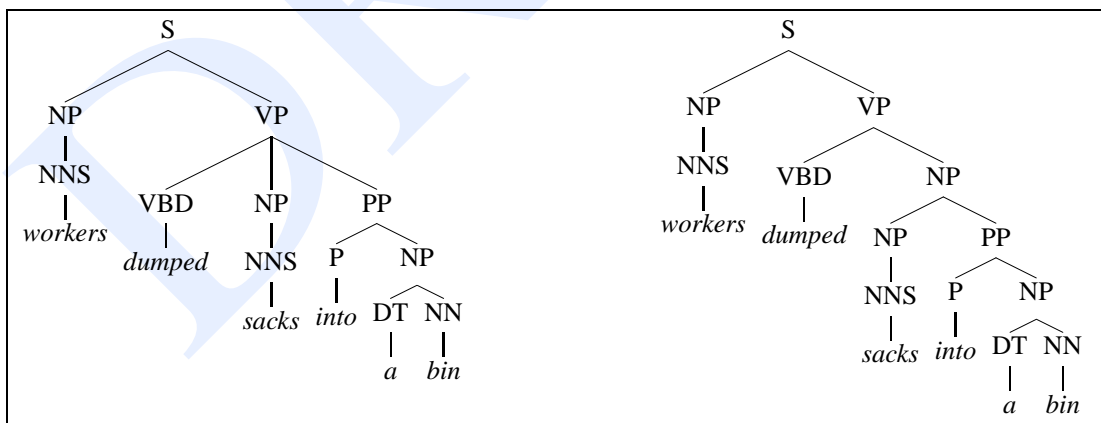 S S
NP VP NP VP
NNS VBD NP PP NNS VBD NP
workers dumped NNS P NP workers dumped NP PP
sacks into DT NN NNS P NP
a bin sacks into DT NN
a bin